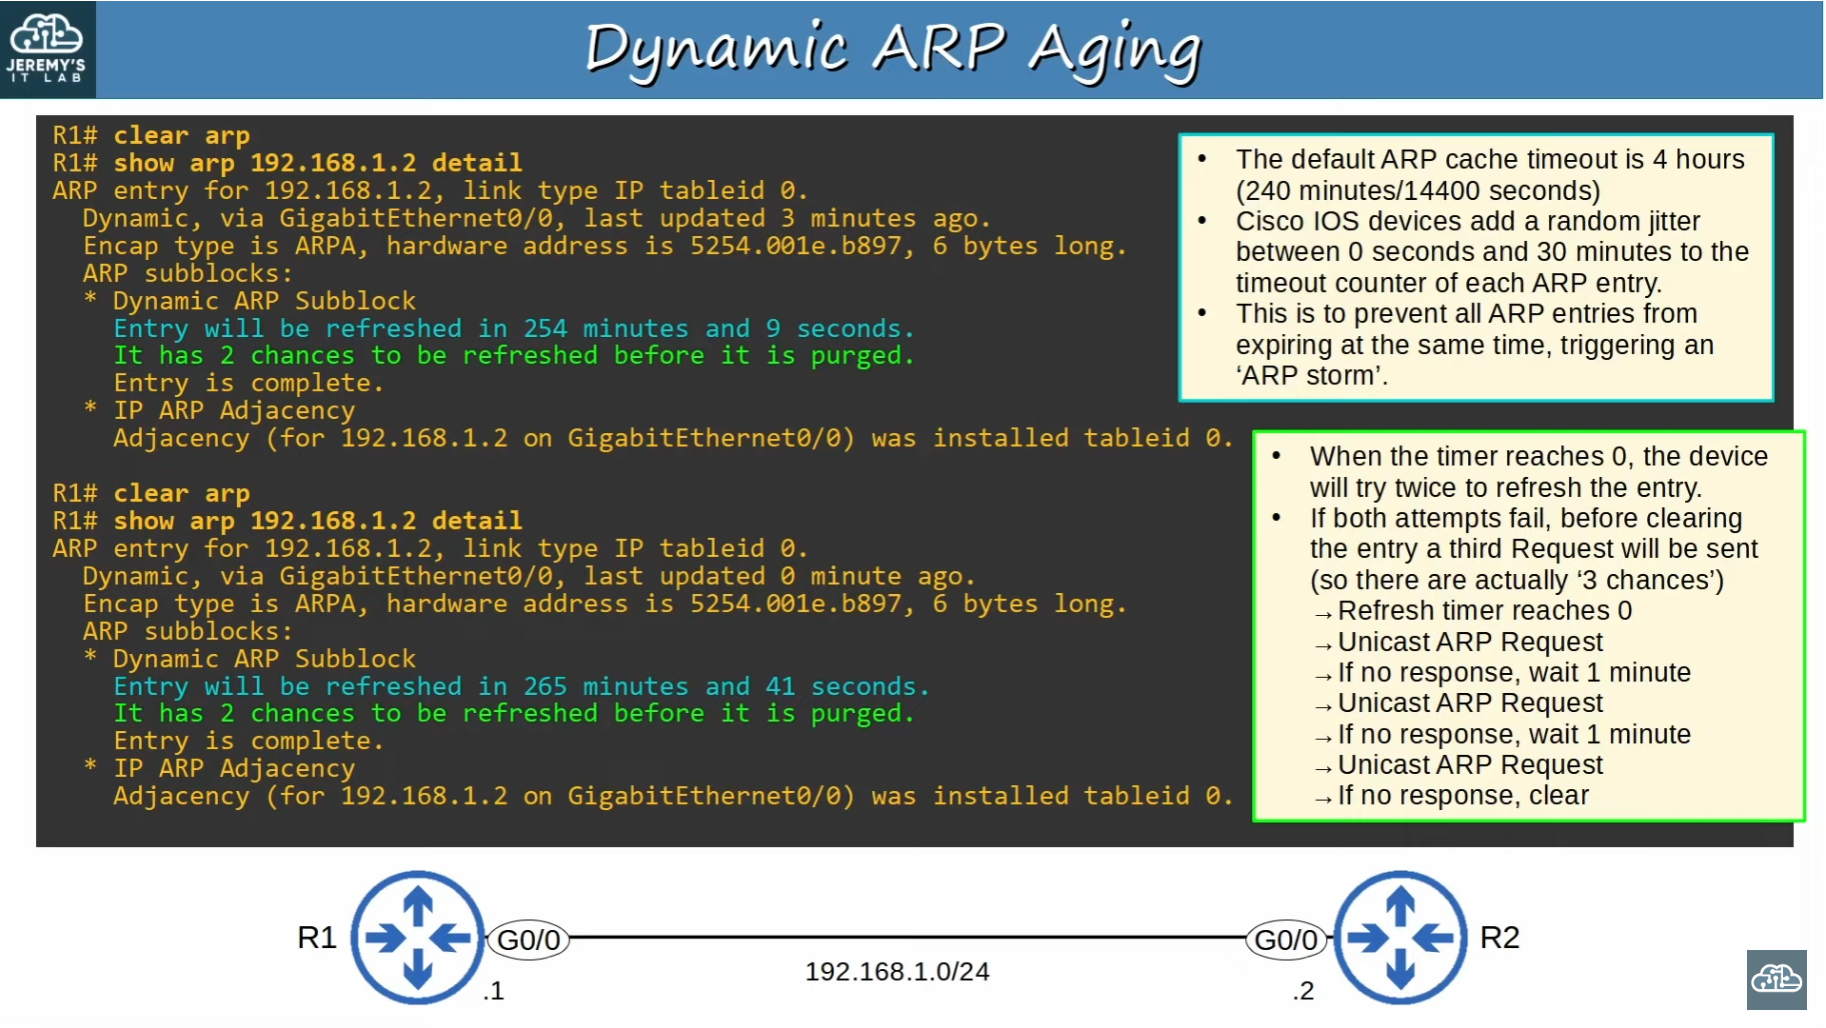 JEREMY'S
IT LAB
Dynamic ARP Aging
R1# clear arp
R1# show arp 192.168.1.2 detail
ARP entry for 192.168.1.2, link type IP tableid 0.
Dynamic, via GigabitEthernet0/0, last updated 3 minutes ago.
Encap type is ARPA, hardware address is 5254.001e.b897, 6 bytes long.
ARP subblocks:
* Dynamic ARP Subblock
Entry will be refreshed in 254 minutes and 9 seconds.
It has 2 chances to be refreshed before it is purged.
Entry is complete.
* IP ARP Adjacency
Adjacency (for 192.168.1.2 on GigabitEthernet0/0) was installed tableid 0.
R1# clear arp
R1# show arp 192.168.1.2 detail
ARP entry for 192.168.1.2, link type IP tableid 0.
Dynamic, via GigabitEthernet0/0, last updated 0 minute ago.
Encap type is ARPA, hardware address is 5254.001e.b897, 6 bytes long.
ARP subblocks:
* Dynamic ARP Subblock
Entry will be refreshed in 265 minutes and 41 seconds.
It has 2 chances to be refreshed before it is purged.
Entry is complete.
* IP ARP Adjacency
Adjacency (for 192.168.1.2 on GigabitEthernet0/0) was installed tableid 0.
• The default ARP cache timeout is 4 hours
(240 minutes/14400 seconds)
• Cisco IOS devices add a random jitter
between 0 seconds and 30 minutes to the
timeout counter of each ARP entry.
• This is to prevent all ARP entries from
expiring at the same time, triggering an
‘ARP storm’.
• When the timer reaches 0, the device
will try twice to refresh the entry.
• If both attempts fail, before clearing
the entry a third Request will be sent
(so there are actually ‘3 chances’)
→Refresh timer reaches 0
→Unicast ARP Request
→If no response, wait 1 minute
→Unicast ARP Request
→If no response, wait 1 minute
→Unicast ARP Request
→If no response, clear
R1
G0/0
.1
192.168.1.0/24
G0/0
.2
R2